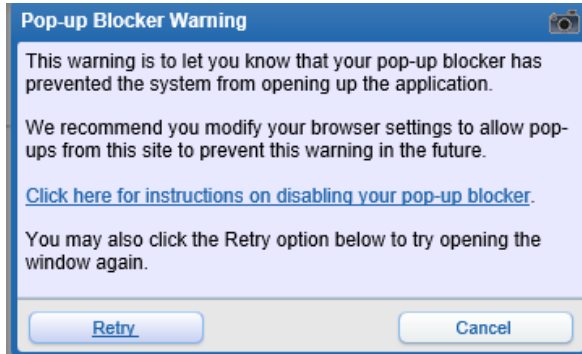 Pop-up Blocker Warning
This warning is to let you know that your pop-up blocker has
prevented the system from opening up the application.
We recommend you modify your browser settings to allow pop-
ups from this site to prevent this warning in the future.
Click here for instructions on disabling your pop-up blocker.
You may also click the Retry option below to try opening the
window again.
Retry
Cancel